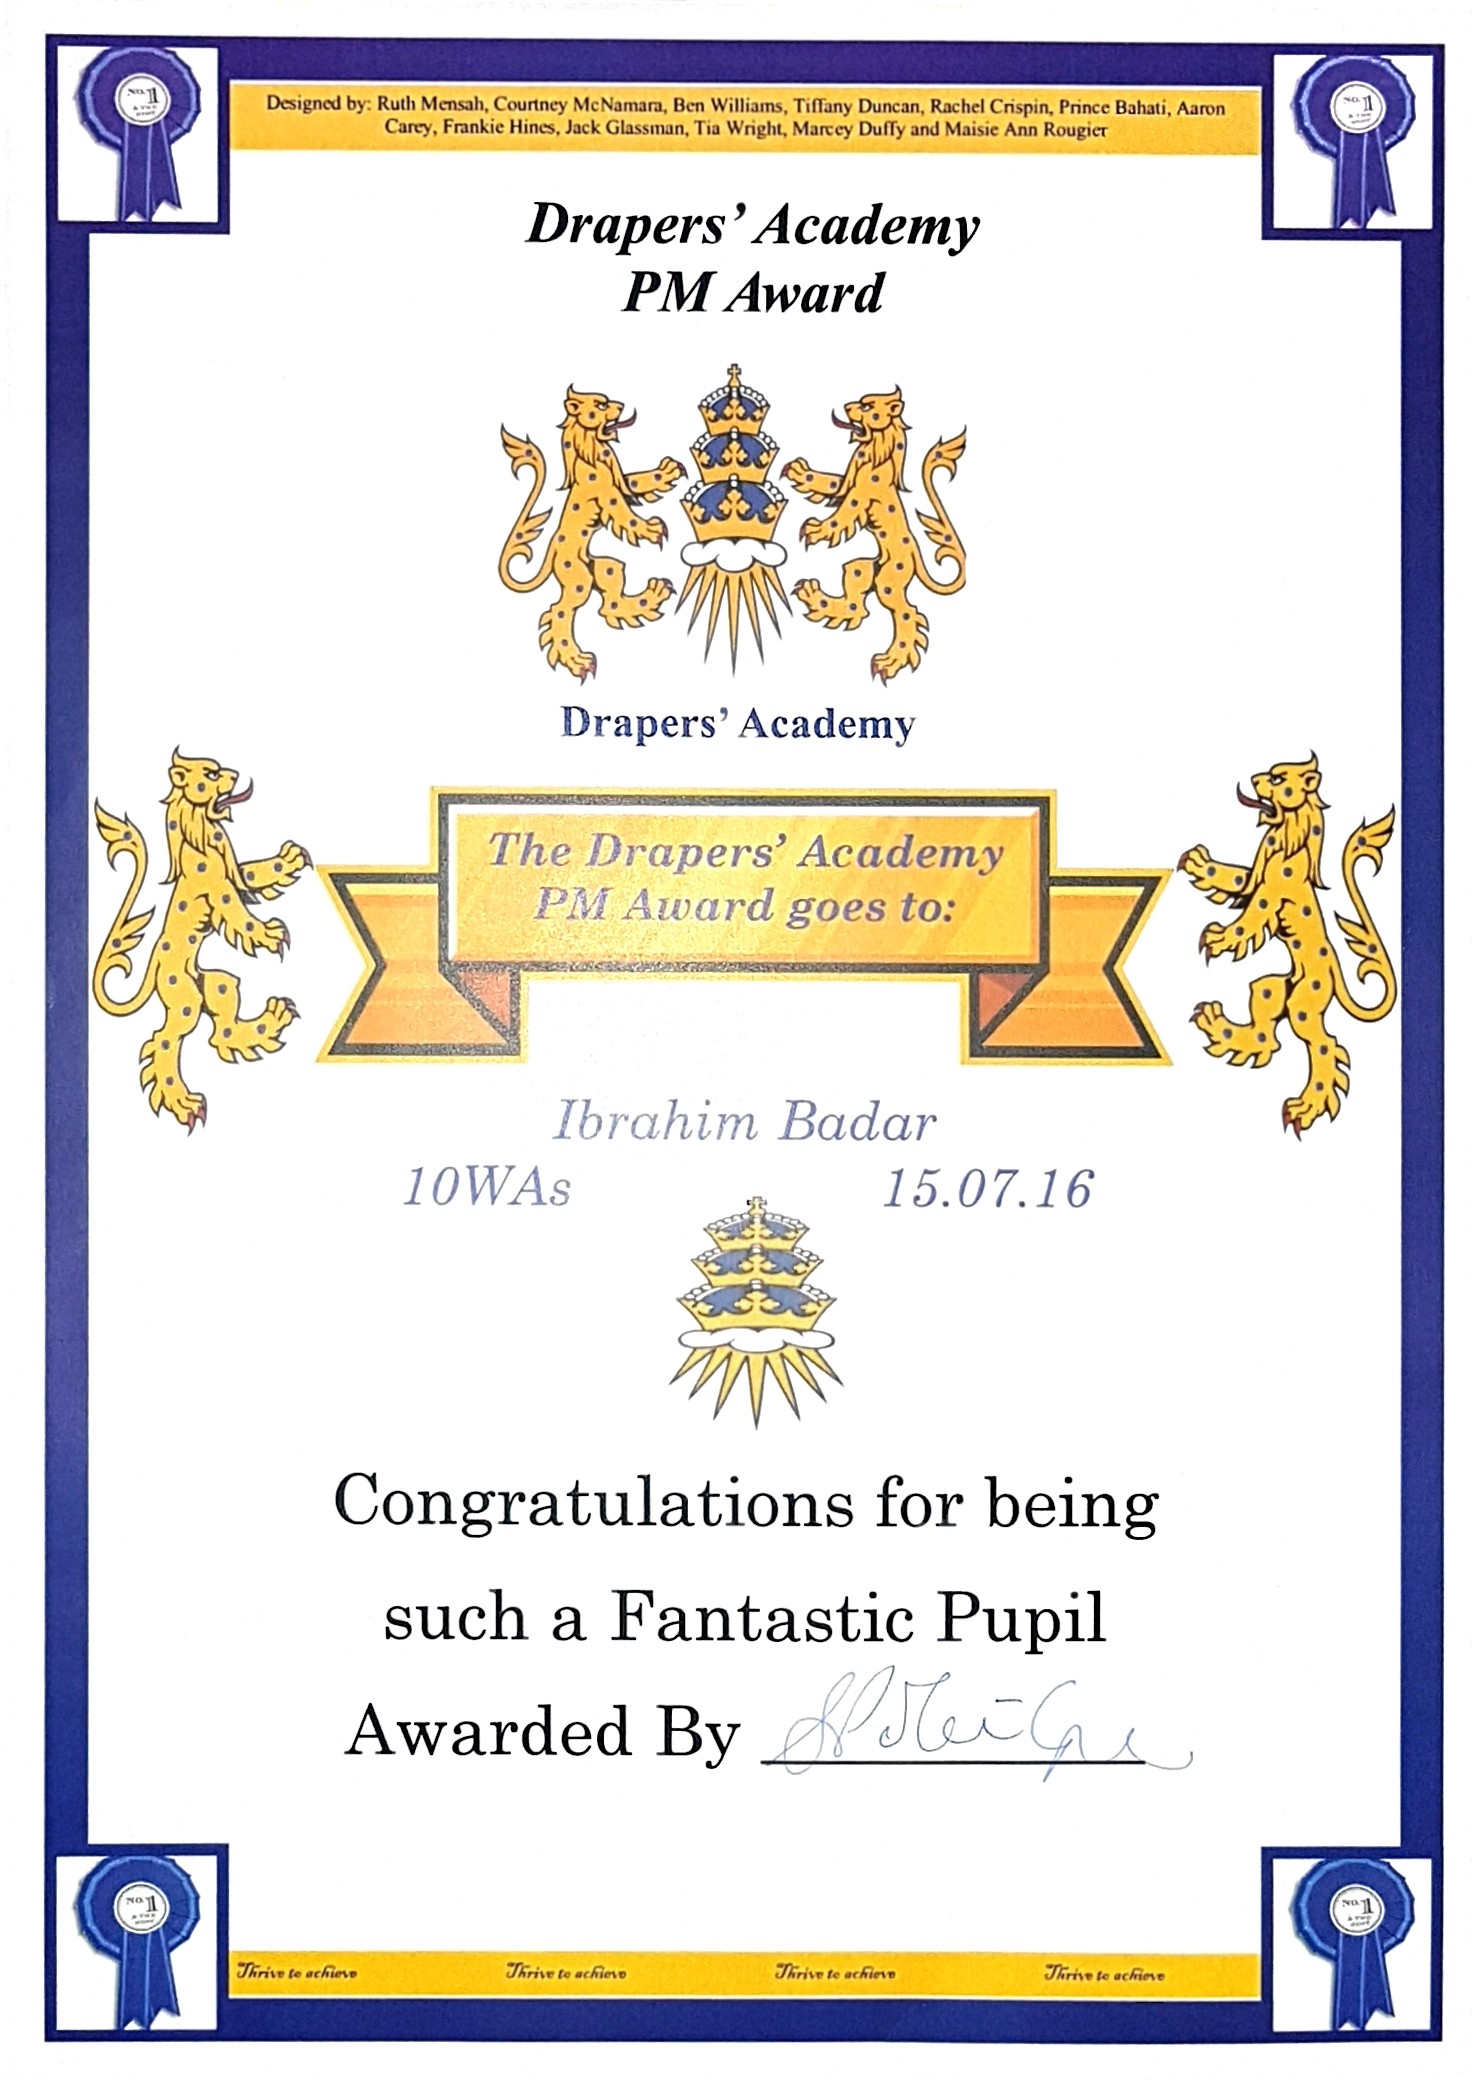 Designed by: Ruth Mensah, Courtney McNamara, Ben Williams, Tiffany Duncan, Rachel Crispin, Prince Bahati, Aaron
Carey, Frankie Hines, Jack Glassman, Tia Wright, Marcey Duffy and Maisie Ann Rougier
NO.1
NO.1
Drapers’ Academy
PM Award
Drapers’ Academy
The Drapers’ Academy
PM Award goes to:
Ibrahim Badar
10WAs 15.07.16
Congratulations for being
such a Fantastic Pupil
Awarded By
NO.1
NO.1
Thrive to achieve Thrive to achieve Thrive to achieve Thrive to achieve